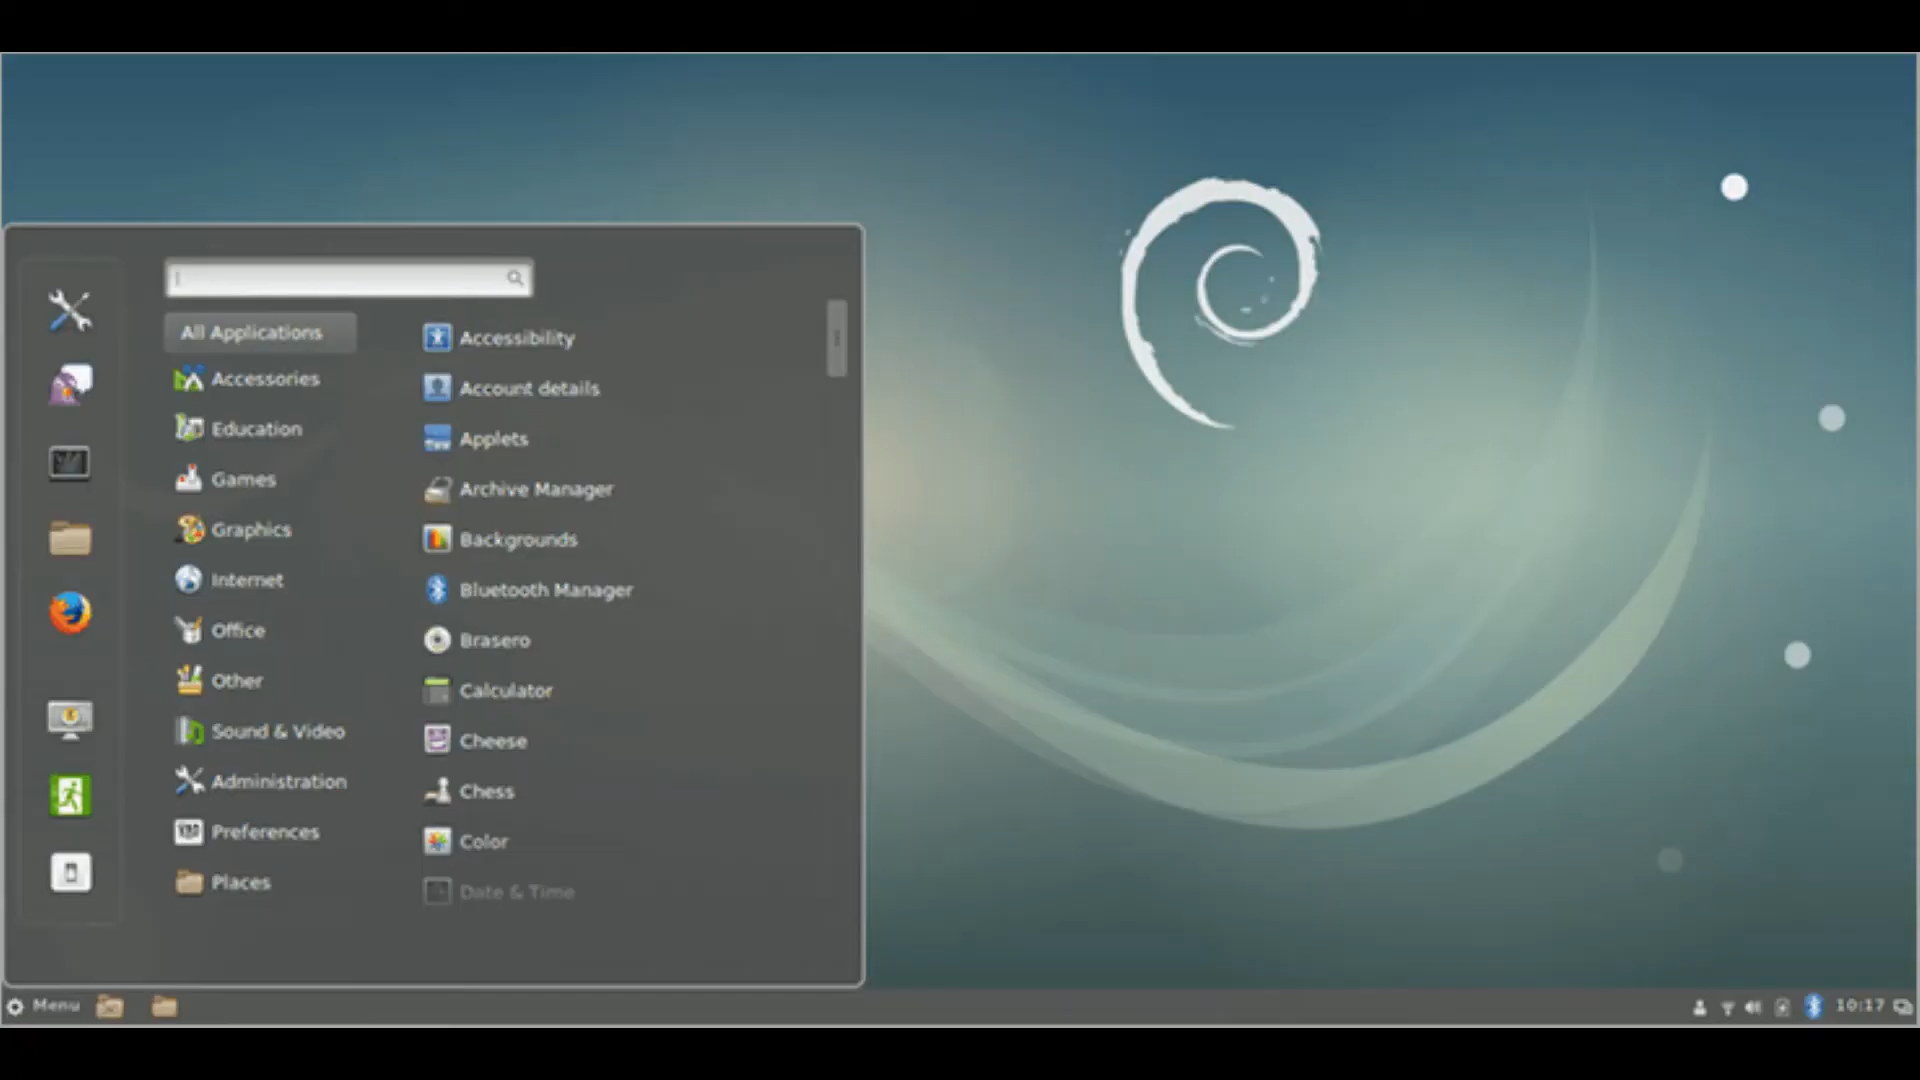 All Applications
Accessories
Education
Games
Graphics
Internet
Office
Other
Sound & Video
Administration
Preferences
Places
Accessibility
Account details
Applets
Archive Manager
Backgrounds
Bluetooth Manager
Brasero
Calculator
Cheese
Chess
Color
Date & Time
Menu
10:17